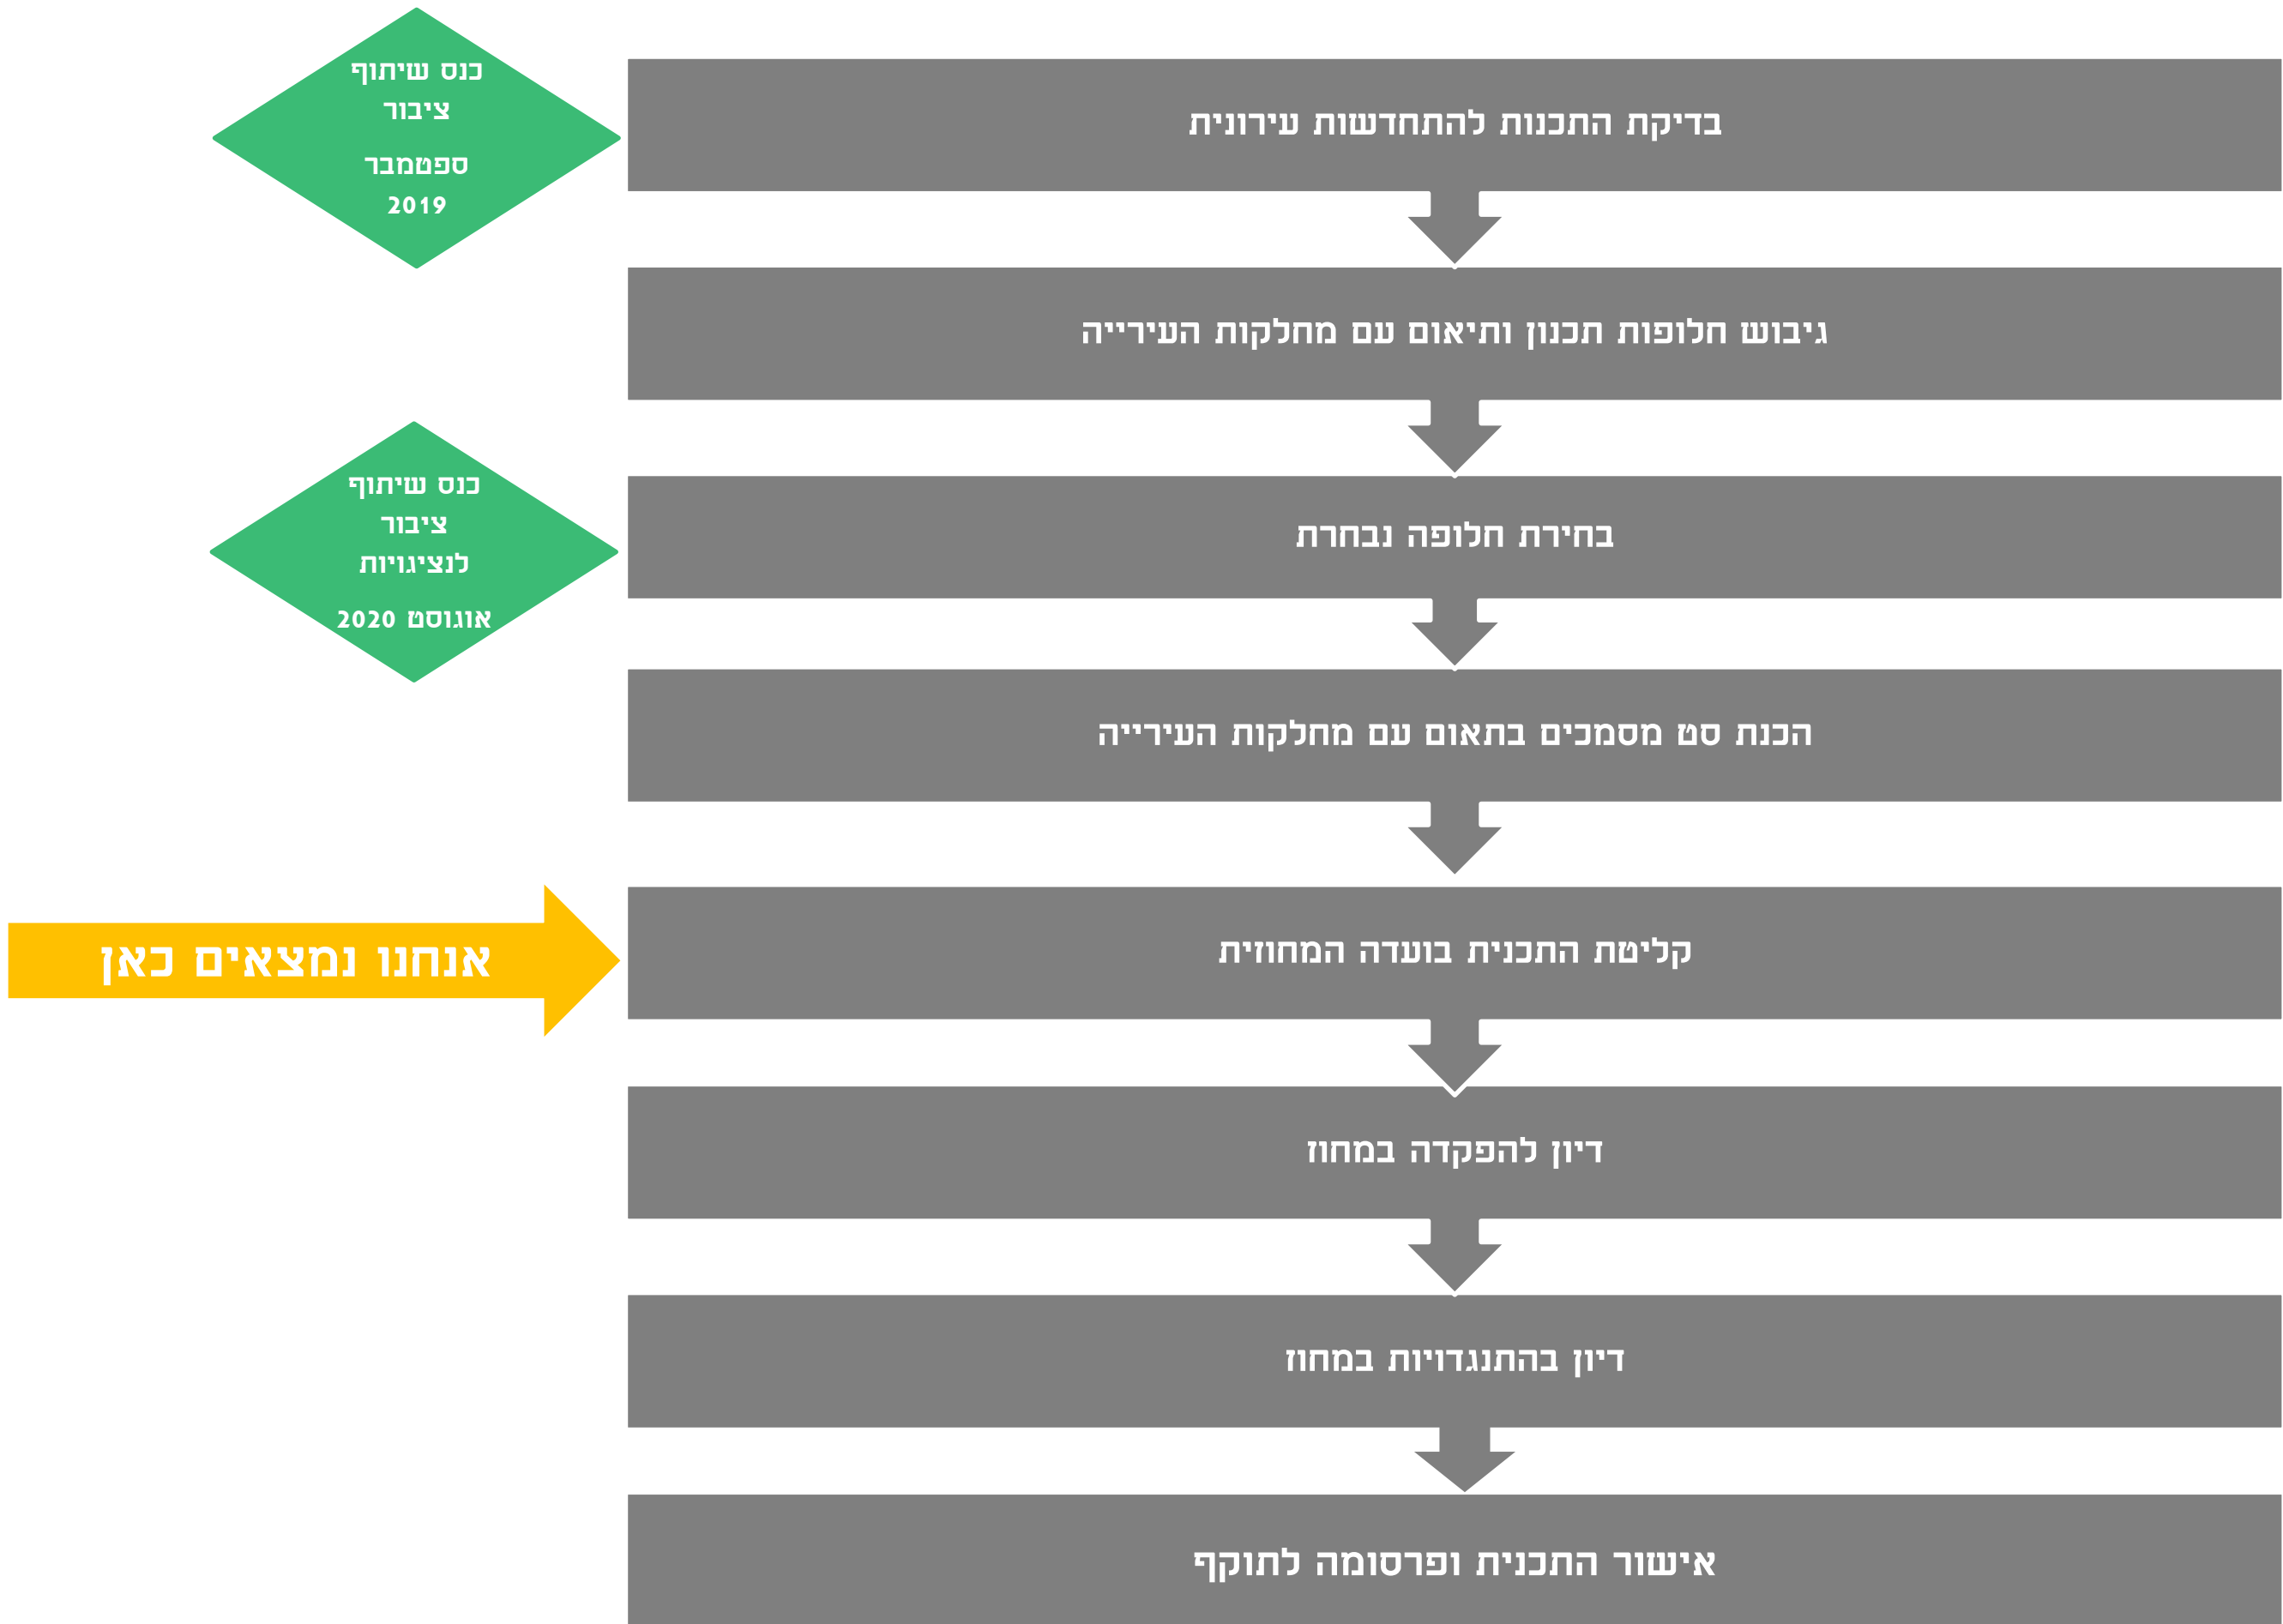 כנס שיתוף
ציבור
ספטמבר
2019
בדיקת התכנות להתחדשות עירונית
גיבוש חלופות תכנון ותיאום עם מחלקות העירייה
כנס שיתוף
ציבור
לנציגויות
אוגוסט 2020
בחירת חלופה נבחרת
הכנת סט מסמכים בתאום עם מחלקות העירייה
אנחנו נמצאים כאן
קליטת התכנית בועדה המחוזית
דיון להפקדה במחוז
דיון בהתנגדויות במחוז
אישור התכנית ופרסומה לתוקף